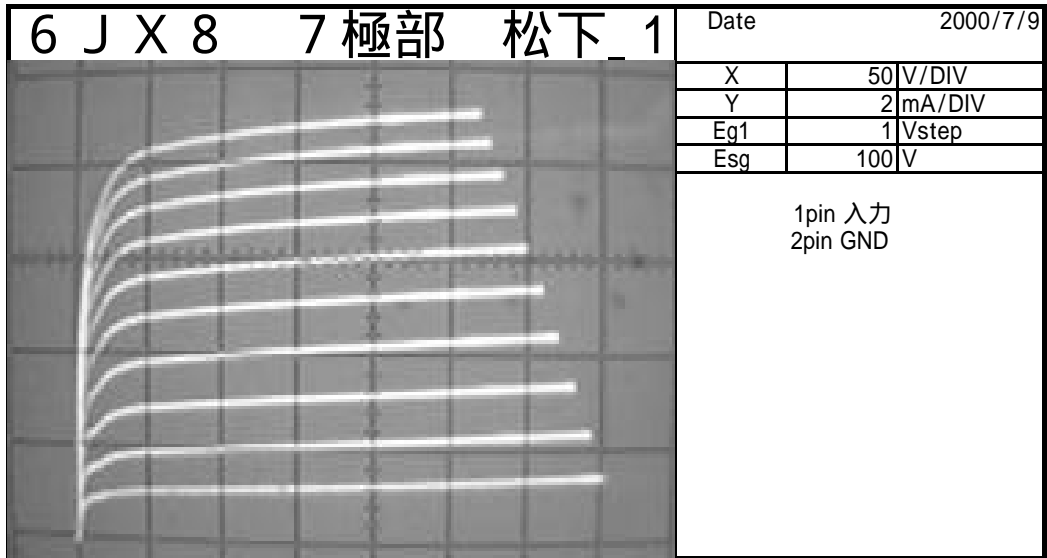 6JX8 7極部 松下_1
Date 2000/7/9
X 50 V/DIV
Y 2 mA/DIV
Eg1 1 Vstep
Esg 100 V
1pin 入力
2pin GND